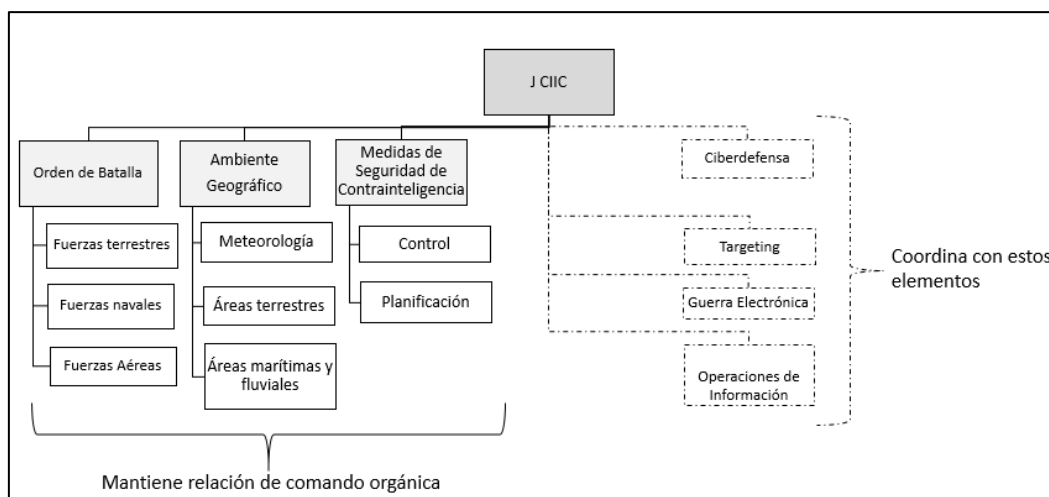 J CIIC
Orden de Batalla
Fuerzas terrestres
Fuerzas navales
Fuerzas Aéreas
Ambiente
Geográfico
Meteorología
Áreas terrestres
Áreas marítimas y
fluviales
Medidas de
Seguridad de
Contrainteligencia
Control
Planificación
Ciberdefensa
Targeting
Guerra Electrónica
Operaciones de
Información
Coordina con estos
elementos
Mantiene relación de comando orgánica